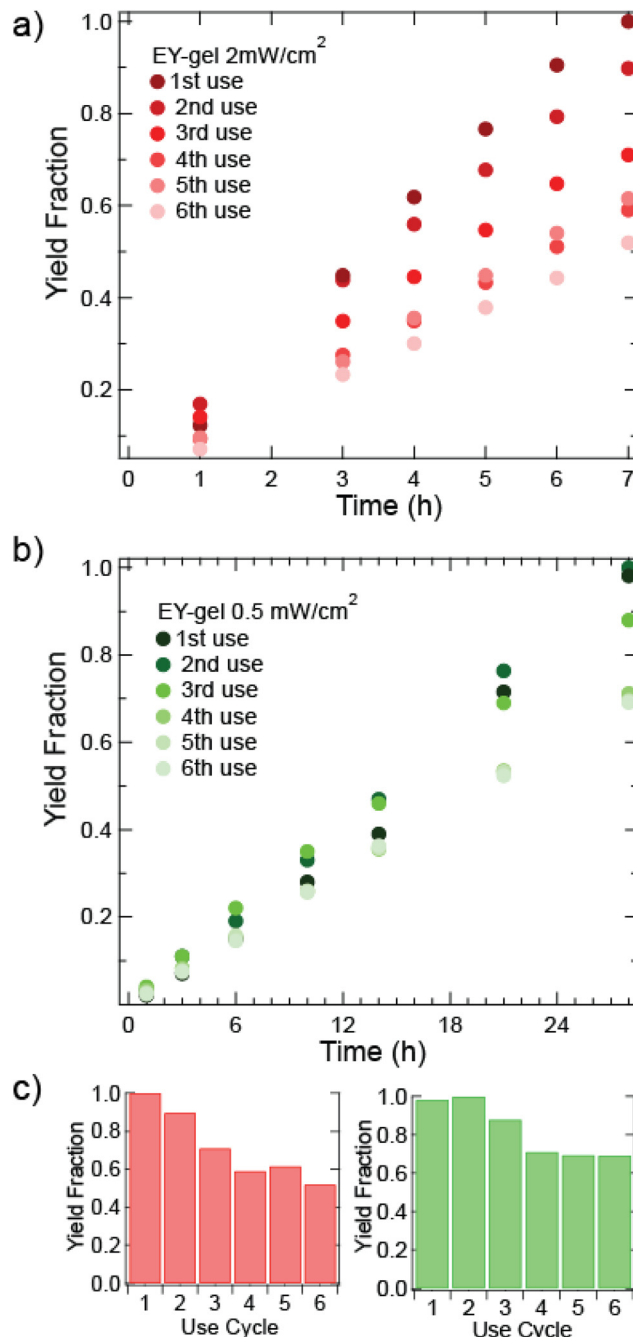 a)
EY-gel 2mW/cm²
1st use
2nd use
3rd use
4th use
5th use
6th use
1.0
0.8
0.6
0.4
0.2
Yield Fraction
0 1 2 3 4 5 6 7
Time (h)
b)
EY-gel 0.5 mW/cm²
1st use
2nd use
3rd use
4th use
5th use
6th use
1.0
0.8
0.6
0.4
0.2
Yield Fraction
0 6 12 18 24
Time (h)
c)
1.0
0.8
0.6
0.4
0.2
0.0
Yield Fraction
1 2 3 4 5 6
Use Cycle
1.0
0.8
0.6
0.4
0.2
0.0
Yield Fraction
1 2 3 4 5 6
Use Cycle